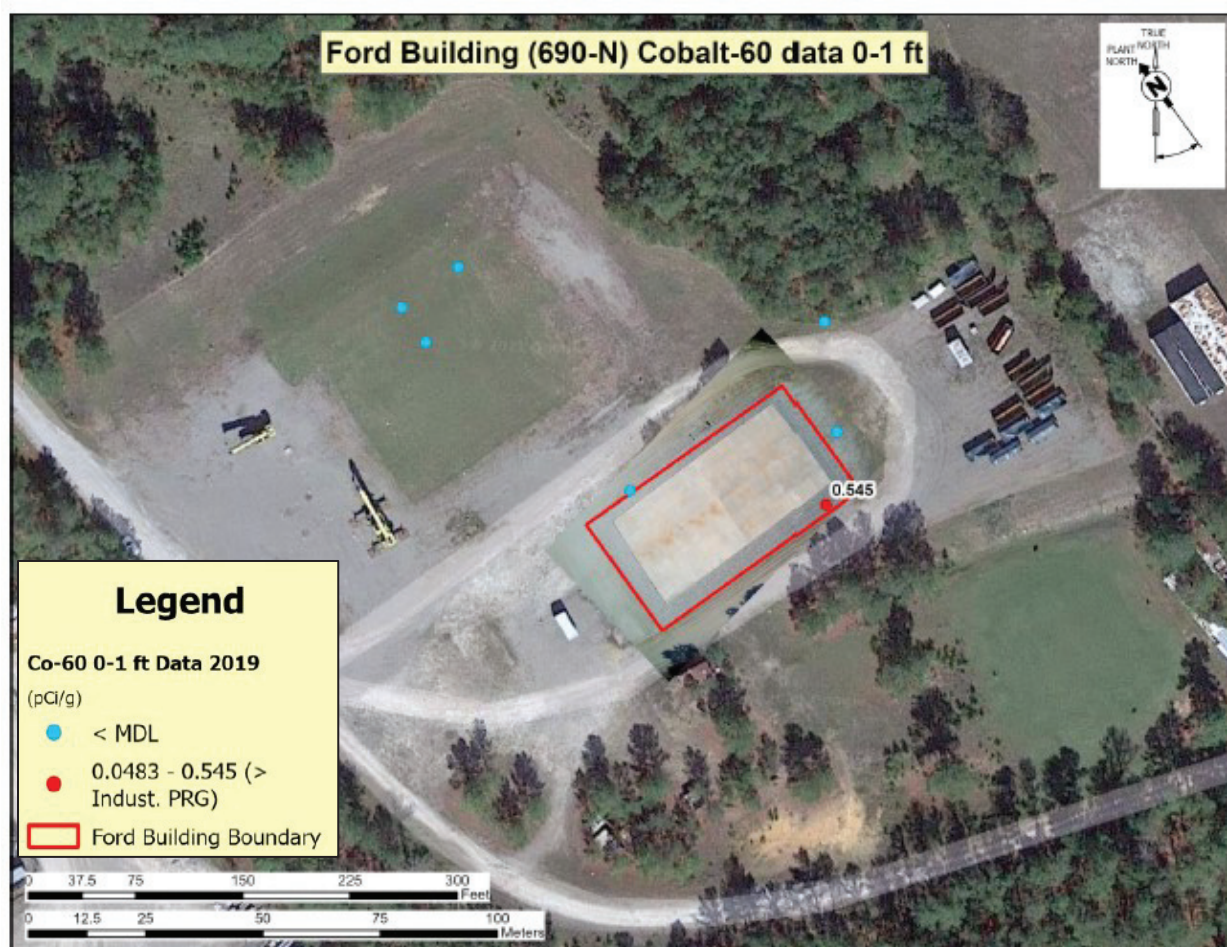 Ford Building (690-N) Cobalt-60 data 0-1 ft
TRUE
NORTH
PLANT
NORTH
N
0.545
Legend
Co-60 0-1 ft Data 2019
(pCi/g)
< MDL
0.0483 - 0.545 (>
Indust. PRG)
Ford Building Boundary
0 37.5 75 150 225 300
Feet
0 12.5 25 50 75 100
Meters